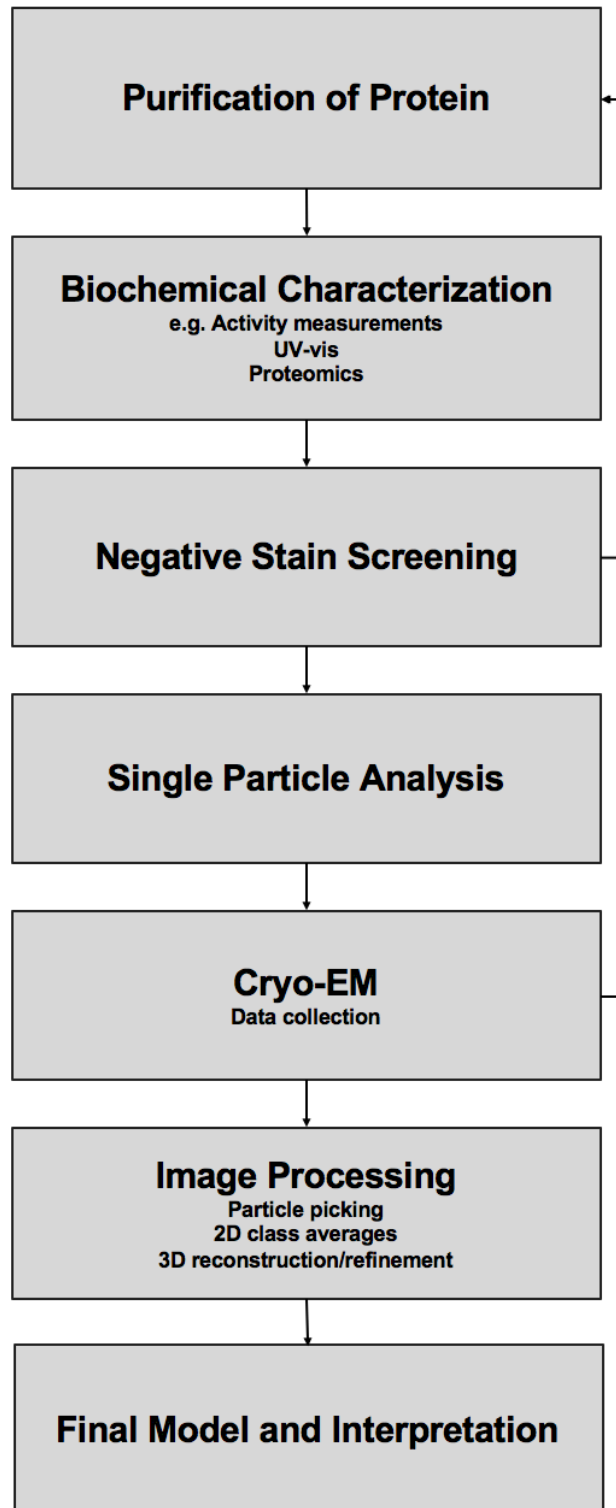 Purification of Protein
Biochemical Characterization
e.g. Activity measurements
UV-vis
Proteomics
Negative Stain Screening
Single Particle Analysis
Cryo-EM
Data collection
Image Processing
Particle picking
2D class averages
3D reconstruction/refinement
Final Model and Interpretation